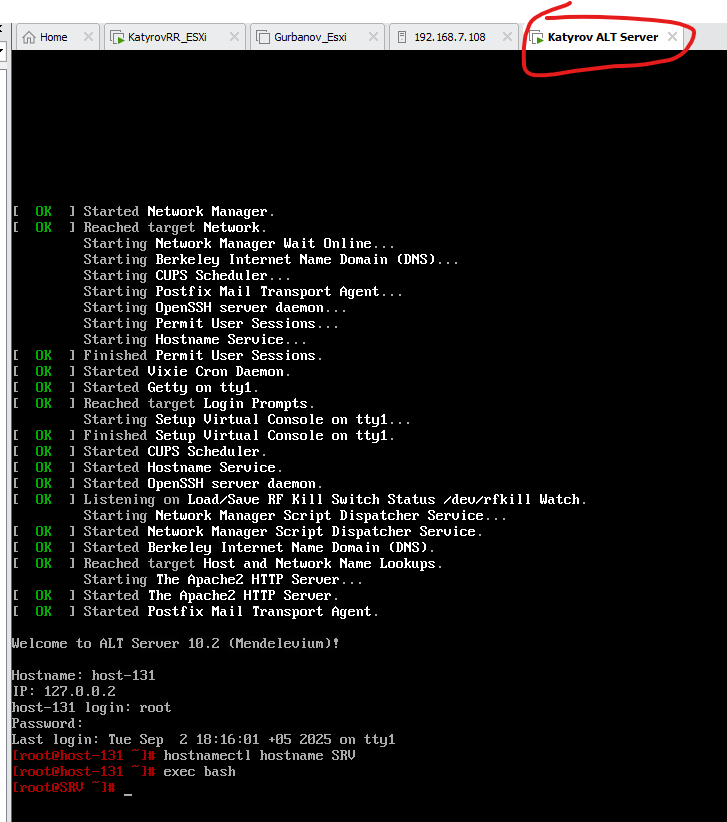 Home KatyrovRR_ESXi Gurbanov_Esxi 192.168.7.108 Katyrov ALT Server
[  OK  ] Started Network Manager.
[  OK  ] Reached target Network.
Starting Network Manager Wait Online...
Starting Berkeley Internet Name Domain (DNS)...
Starting CUPS Scheduler...
Starting Postfix Mail Transport Agent...
Starting OpenSSH server daemon...
Starting Permit User Sessions...
Starting Hostname Service...
[  OK  ] Finished Permit User Sessions.
[  OK  ] Started Vixie Cron Daemon.
[  OK  ] Started Getty on tty1.
[  OK  ] Reached target Login Prompts.
Starting Setup Virtual Console on tty1...
[  OK  ] Finished Setup Virtual Console on tty1.
[  OK  ] Started CUPS Scheduler.
[  OK  ] Started Hostname Service.
[  OK  ] Started OpenSSH server daemon.
[  OK  ] Listening on Load/Save RF Kill Switch Status /dev/rfkill Watch.
Starting Network Manager Script Dispatcher Service...
[  OK  ] Started Network Manager Script Dispatcher Service.
[  OK  ] Started Berkeley Internet Name Domain (DNS).
[  OK  ] Reached target Host and Network Name Lookups.
Starting The Apache2 HTTP Server...
[  OK  ] Started The Apache2 HTTP Server.
[  OK  ] Started Postfix Mail Transport Agent.
Welcome to ALT Server 10.2 (Mendelevium)!
Hostname: host-131
IP: 127.0.0.2
host-131 login: root
Password:
Last login: Tue Sep  2 18:16:01 +05 2025 on tty1
[root@host-131 ~]# hostnamectl hostname SRV
[root@host-131 ~]# exec bash
[root@SRV ~]# _